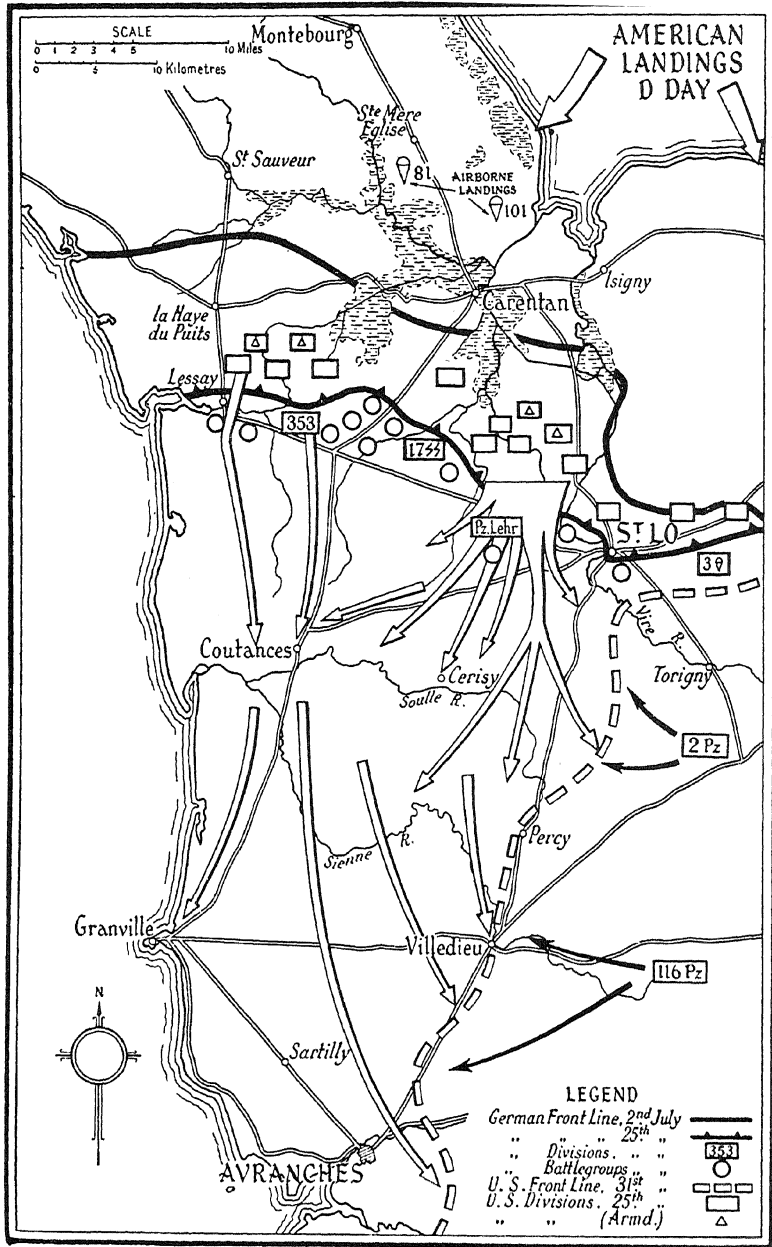 SCALE
0 1 2 3 4 5 10 Miles
0 5 10 Kilometres
Montebourg
AMERICAN
LANDINGS
D DAY
Ste Mère
Eglise
St. Sauveur
81
AIRBORNE
LANDINGS
101
Isigny
Carentan
la Haye
du Puits
Lessay
353
17SS
Pz. Lehr
ST. LO
3
Vire R.
Coutances
Cerisy
Soulle R.
Torigny
2 Pz
Sienne R.
Percy
Granville
Villedieu
116 Pz
N
Sartilly
AVRANCHES
LEGEND
German Front Line, 2nd July
" " " 25th "
" Divisions. " "
353
" Battlegroups " "
U.S. Front Line, 31st "
U.S. Divisions. 25th "
" " (Armd.)